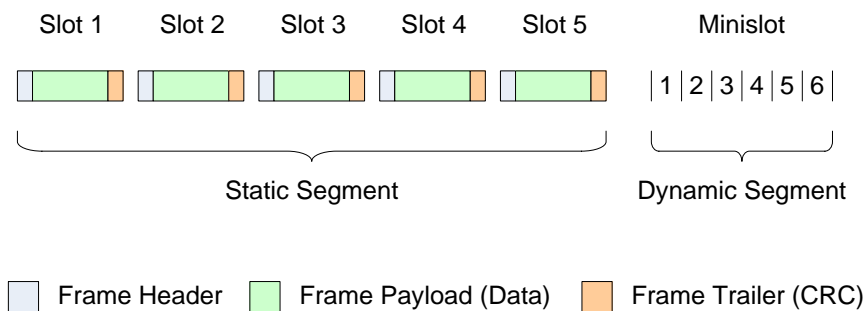 Slot 1 Slot 2 Slot 3 Slot 4 Slot 5 Minislot
1 2 3 4 5 6
Static Segment Dynamic Segment
Frame Header Frame Payload (Data) Frame Trailer (CRC)